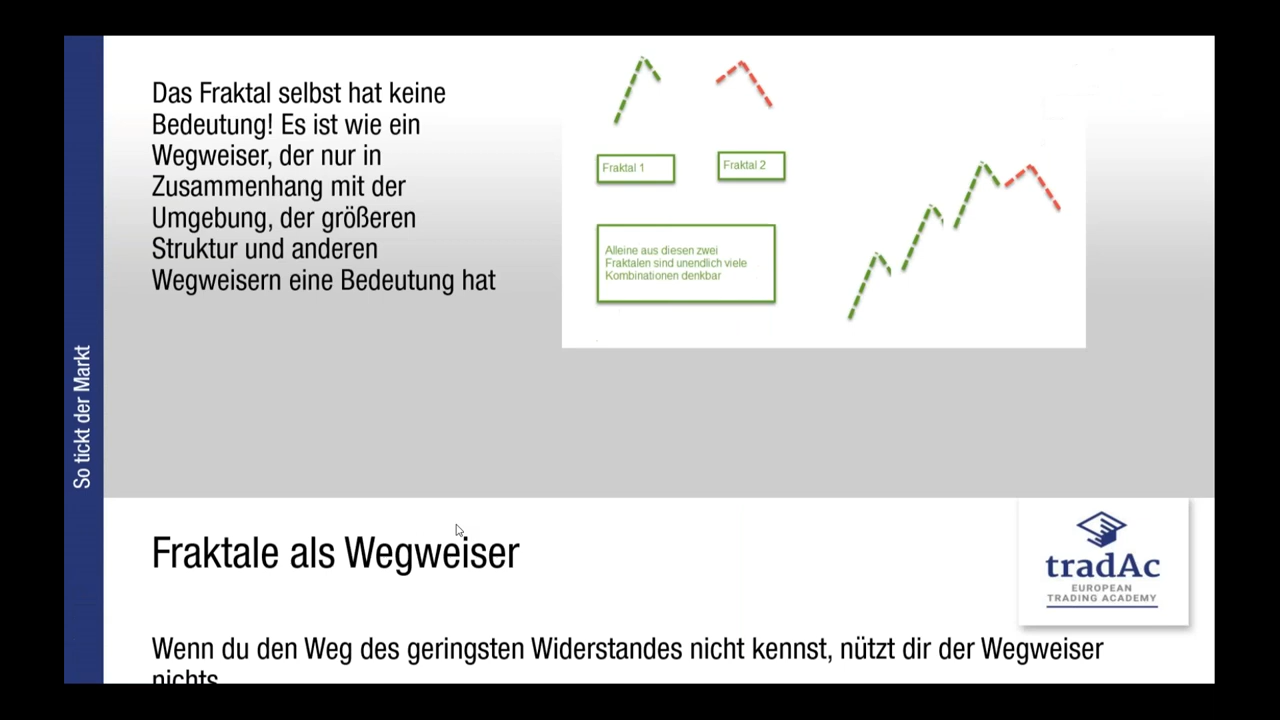 Das Fraktal selbst hat keine
Bedeutung! Es ist wie ein
Wegweiser, der nur in
Zusammenhang mit der
Umgebung, der größeren
Struktur und anderen
Wegweisern eine Bedeutung hat
Fraktal 1
Fraktal 2
Alleine aus diesen zwei
Fraktalen sind unendlich viele
Kombinationen denkbar
So tickt der Markt
Fraktale als Wegweiser
tradAc
EUROPEAN
TRADING ACADEMY
Wenn du den Weg des geringsten Widerstandes nicht kennst, nützt dir der Wegweiser
nichts